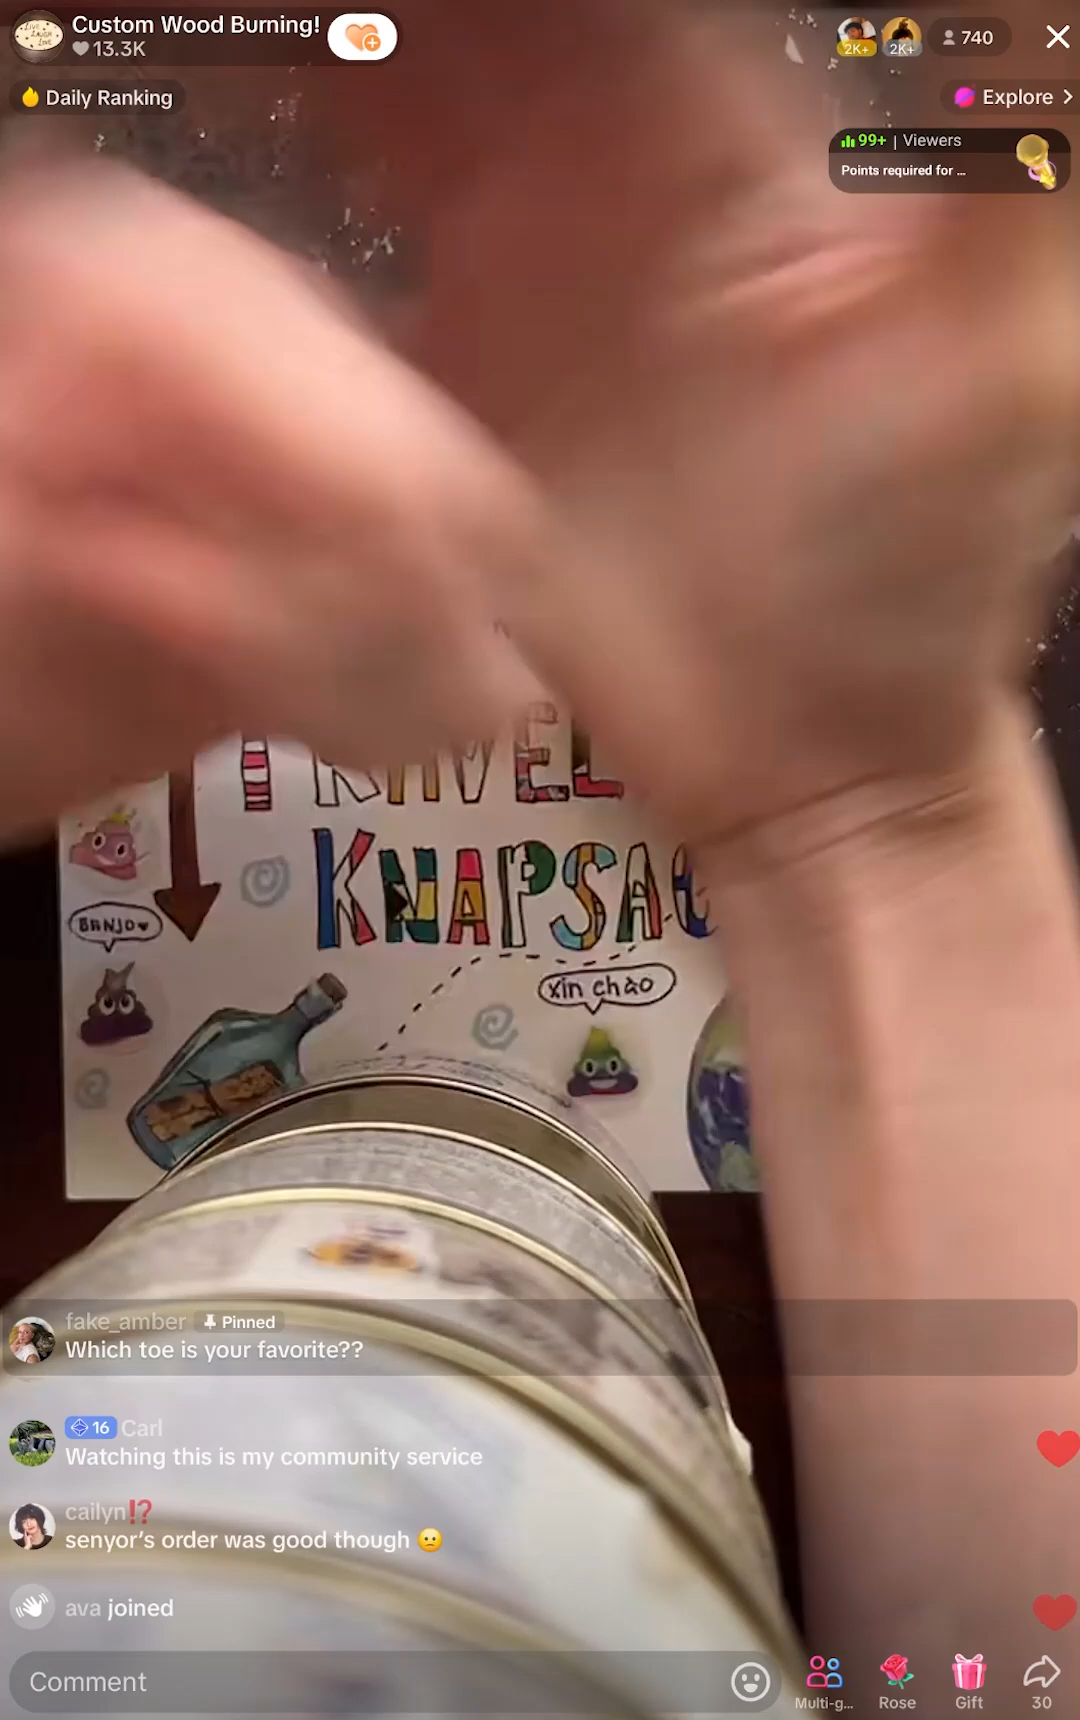 Custom Wood Burning!
13.3K
2K+
2K+
740
Daily Ranking
Explore >
99+ | Viewers
Points required for ...
TRAVEL
KNAPSAC
BANJO
xin chào
fake_amber Pinned
Which toe is your favorite??
16 Carl
Watching this is my community service
cailyn⁉️
senyor's order was good though 🙁
ava joined
Comment
Multi-g...
Rose
Gift
30